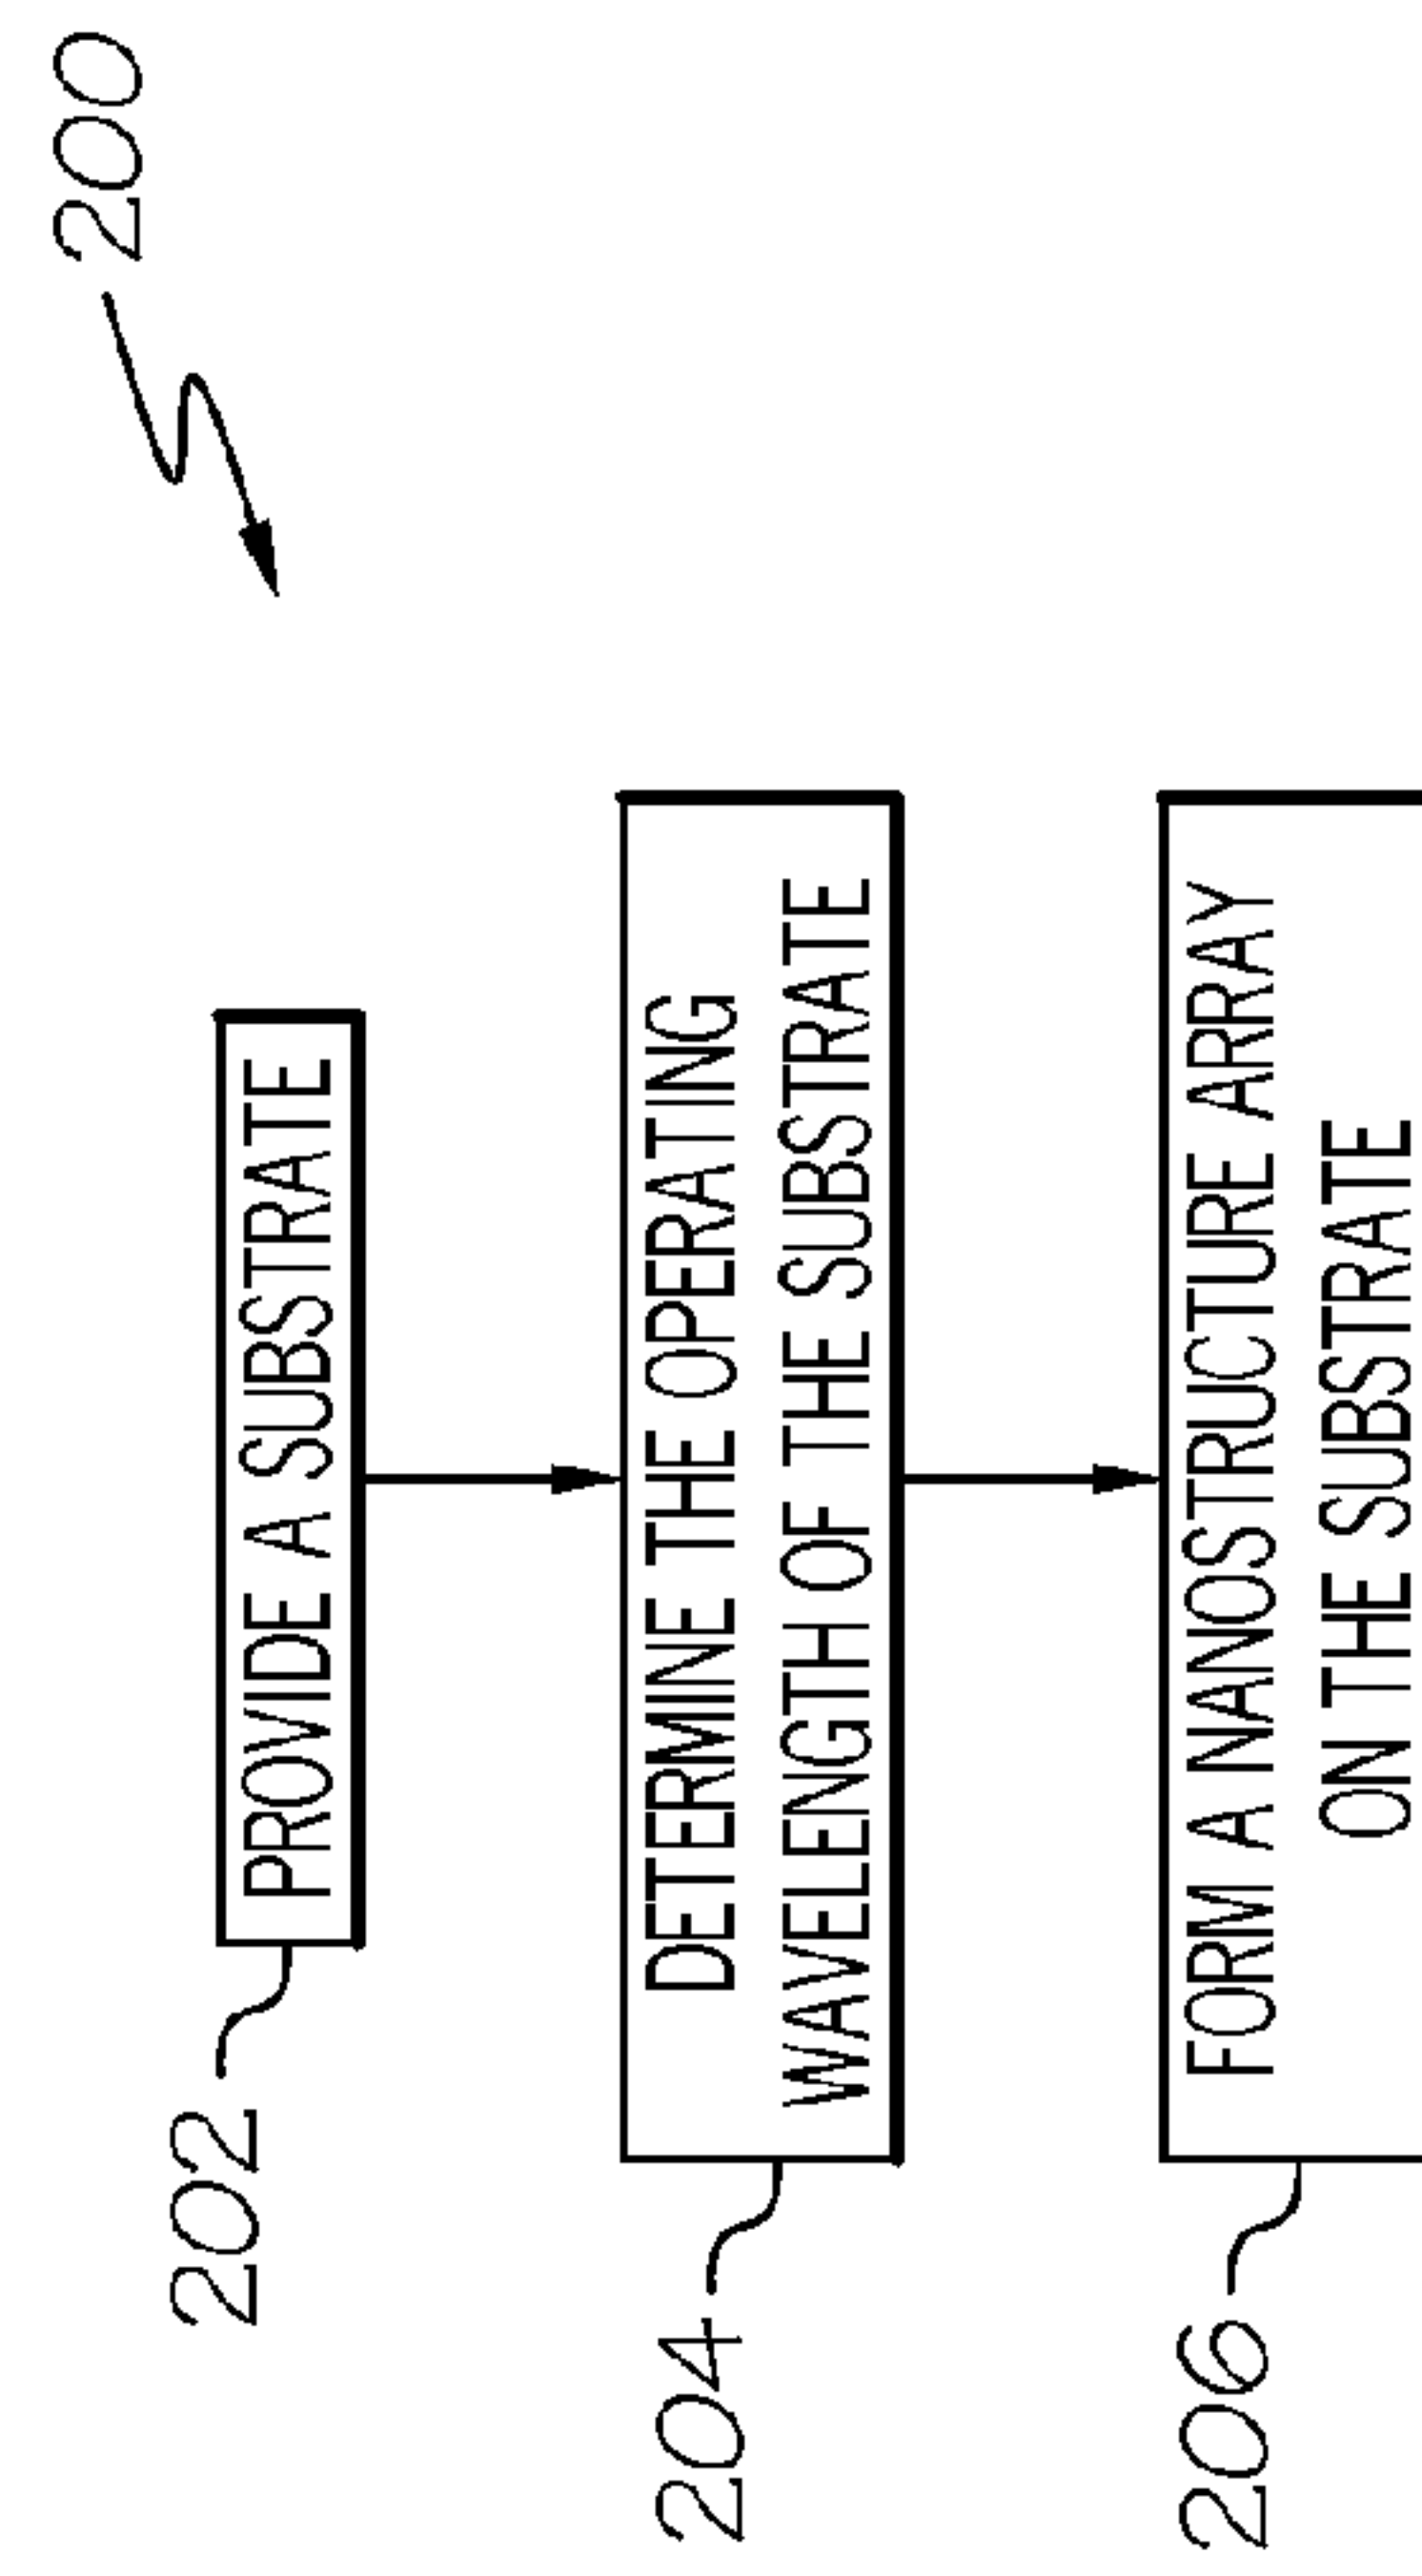 200
202
PROVIDE A SUBSTRATE
204
DETERMINE THE OPERATING
WAVELENGTH OF THE SUBSTRATE
206
FORM A NANOSTRUCTURE ARRAY
ON THE SUBSTRATE